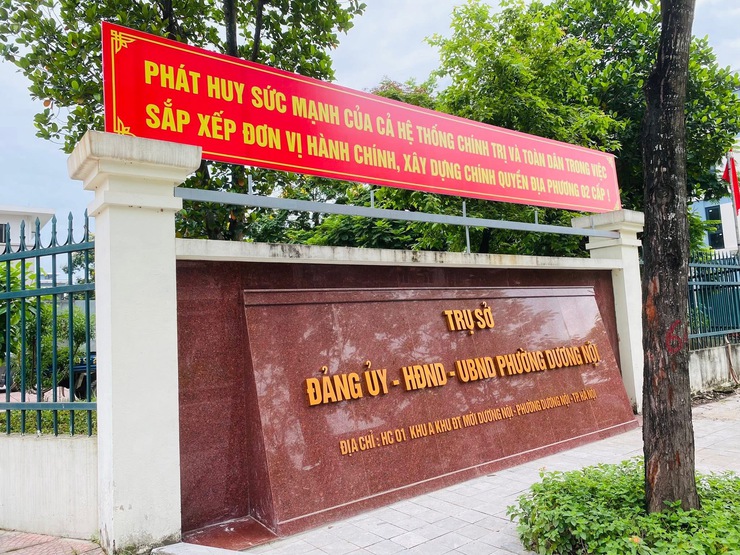 PHÁT HUY SỨC MẠNH CỦA CẢ HỆ THỐNG CHÍNH TRỊ VÀ TOÀN DÂN TRONG VIỆC
SẮP XẾP ĐƠN VỊ HÀNH CHÍNH, XÂY DỰNG CHÍNH QUYỀN ĐỊA PHƯƠNG 02 CẤP !
TRỤ SỞ
ĐẢNG ỦY - HĐND - UBND PHƯỜNG DƯƠNG NỘI
ĐỊA CHỈ : HC 01 KHU A KHU ĐT MỚI DƯƠNG NỘI - PHƯỜNG DƯƠNG NỘI - TP. HÀ NỘI